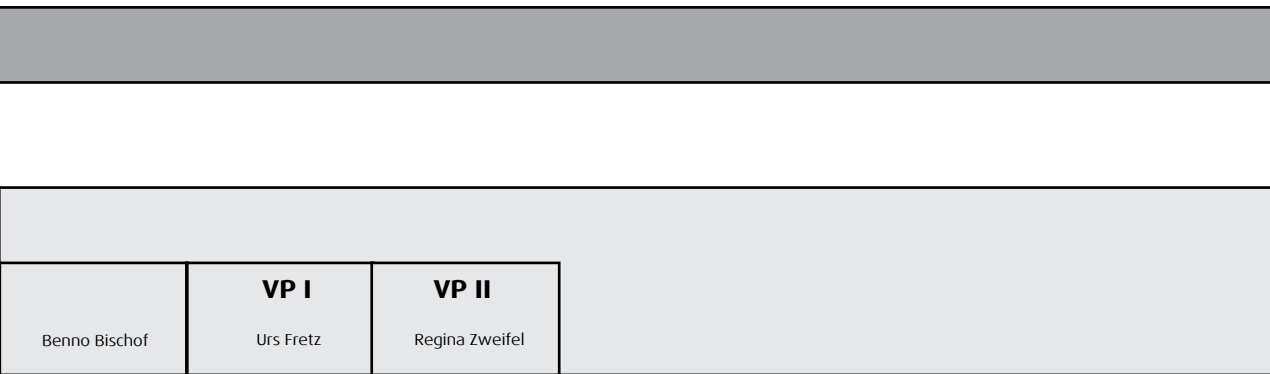 VP I
VP II
Benno Bischof
Urs Fretz
Regina Zweifel